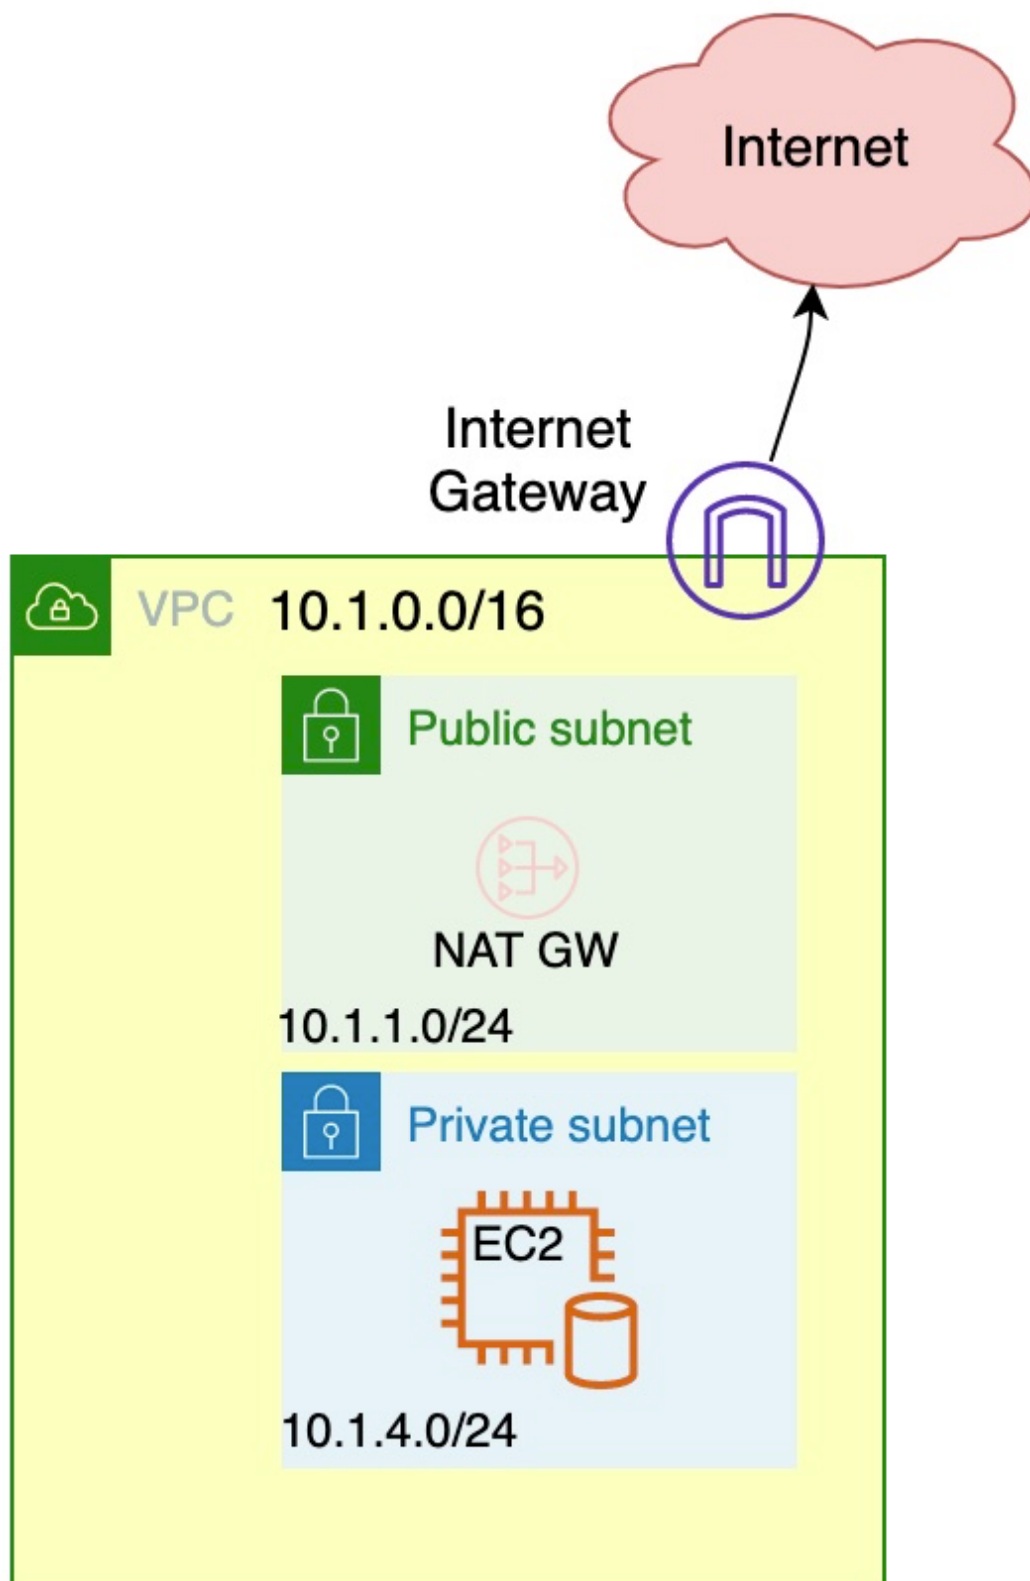 Internet
Internet
Gateway
VPC 10.1.0.0/16
Public subnet
NAT GW
10.1.1.0/24
Private subnet
EC2
10.1.4.0/24